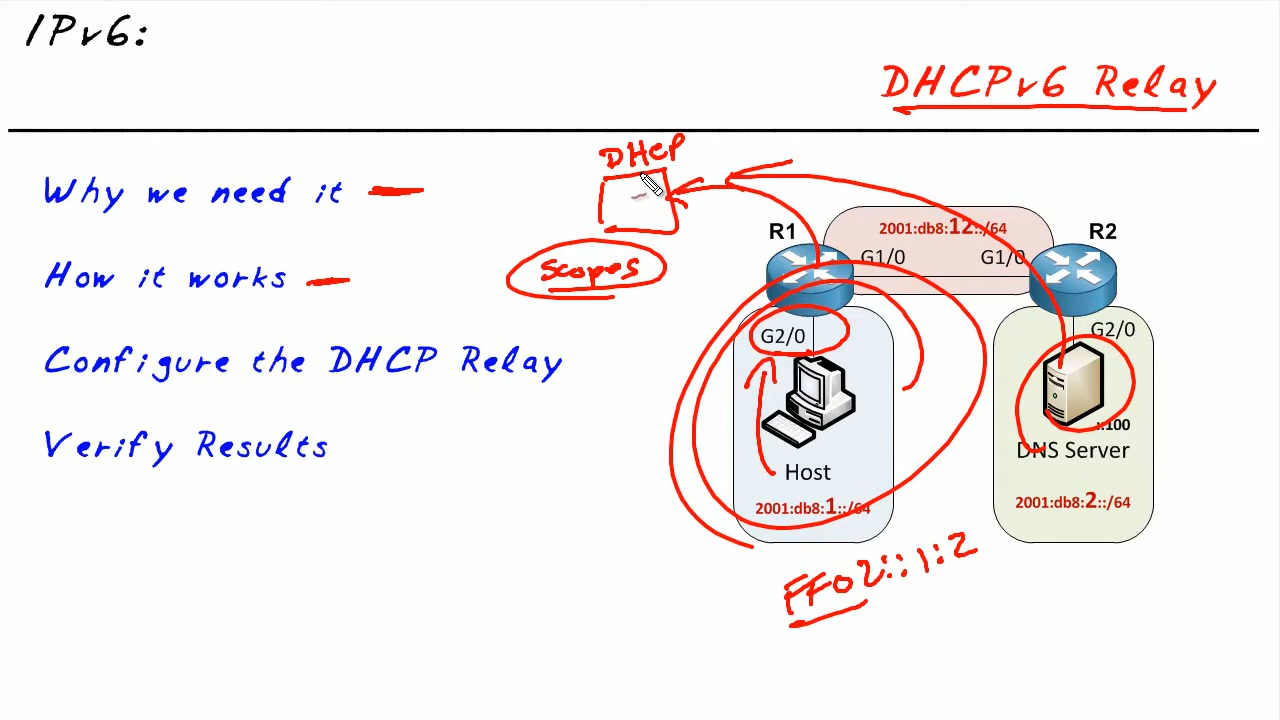 IPv6:
DHCPv6 Relay
DHCP
Why we need it
Scopes
How it works
Configure the DHCP Relay
Verify Results
R1
2001:db8:12::/64
R2
G1/0
G1/0
G2/0
G2/0
::100
Host
DNS Server
2001:db8:1::/64
2001:db8:2::/64
FF02::1:2